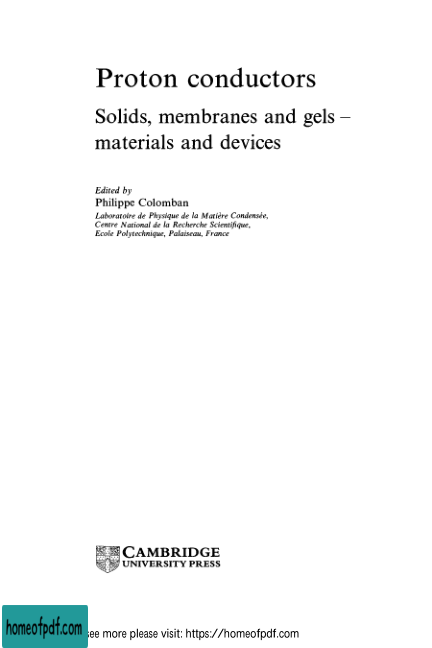 Proton conductors
Solids, membranes and gels –
materials and devices
Edited by
Philippe Colomban
Laboratoire de Physique de la Matière Condensée,
Centre National de la Recherche Scientifique,
Ecole Polytechnique, Palaiseau, France
CAMBRIDGE
UNIVERSITY PRESS
homeofpdf.com
see more please visit: https://homeofpdf.com